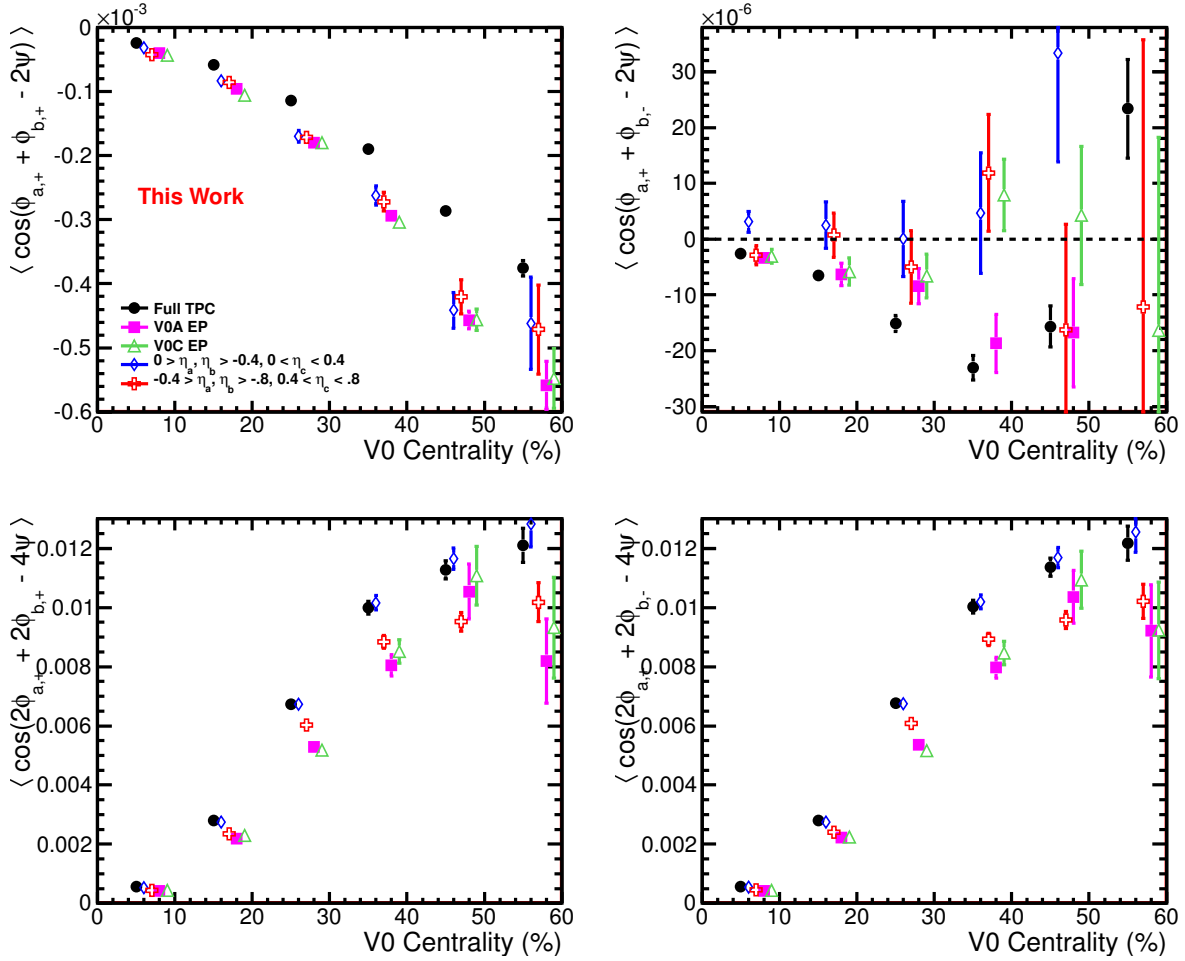 ×10⁻³
⟨ cos(ϕa,+ + ϕb,+ - 2ψ) ⟩
0
-0.1
-0.2
-0.3
-0.4
-0.5
-0.6
This Work
Full TPC
V0A EP
V0C EP
0 > ηa, ηb > -0.4, 0 < ηc < 0.4
-0.4 > ηa, ηb > -.8, 0.4 < ηc < .8
0 10 20 30 40 50 60
V0 Centrality (%)
×10⁻⁶
⟨ cos(ϕa,+ + ϕb,- - 2ψ) ⟩
30
20
10
0
-10
-20
-30
0 10 20 30 40 50 60
V0 Centrality (%)
⟨ cos(2ϕa,+ + 2ϕb,+ - 4ψ) ⟩
0.012
0.01
0.008
0.006
0.004
0.002
0
0 10 20 30 40 50 60
V0 Centrality (%)
⟨ cos(2ϕa,+ + 2ϕb,- - 4ψ) ⟩
0.012
0.01
0.008
0.006
0.004
0.002
0
0 10 20 30 40 50 60
V0 Centrality (%)